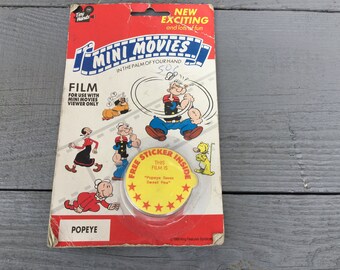 NEW
EXCITING
and lots of fun
MINI MOVIES
IN THE PALM OF YOUR HAND
50¢
FILM
FOR USE WITH
MINI MOVIES
VIEWER ONLY
FREE STICKER INSIDE
THIS
FILM IS
"Popeye Saves
Sweet Pea"
POPEYE